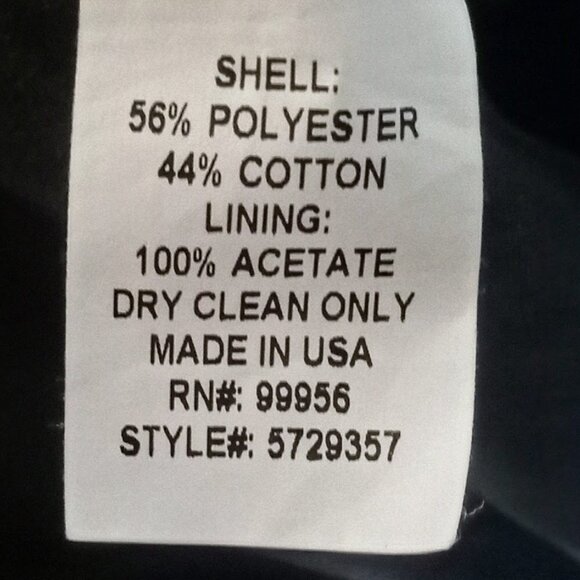 SHELL:
56% POLYESTER
44% COTTON
LINING:
100% ACETATE
DRY CLEAN ONLY
MADE IN USA
RN#: 99956
STYLE#: 5729357